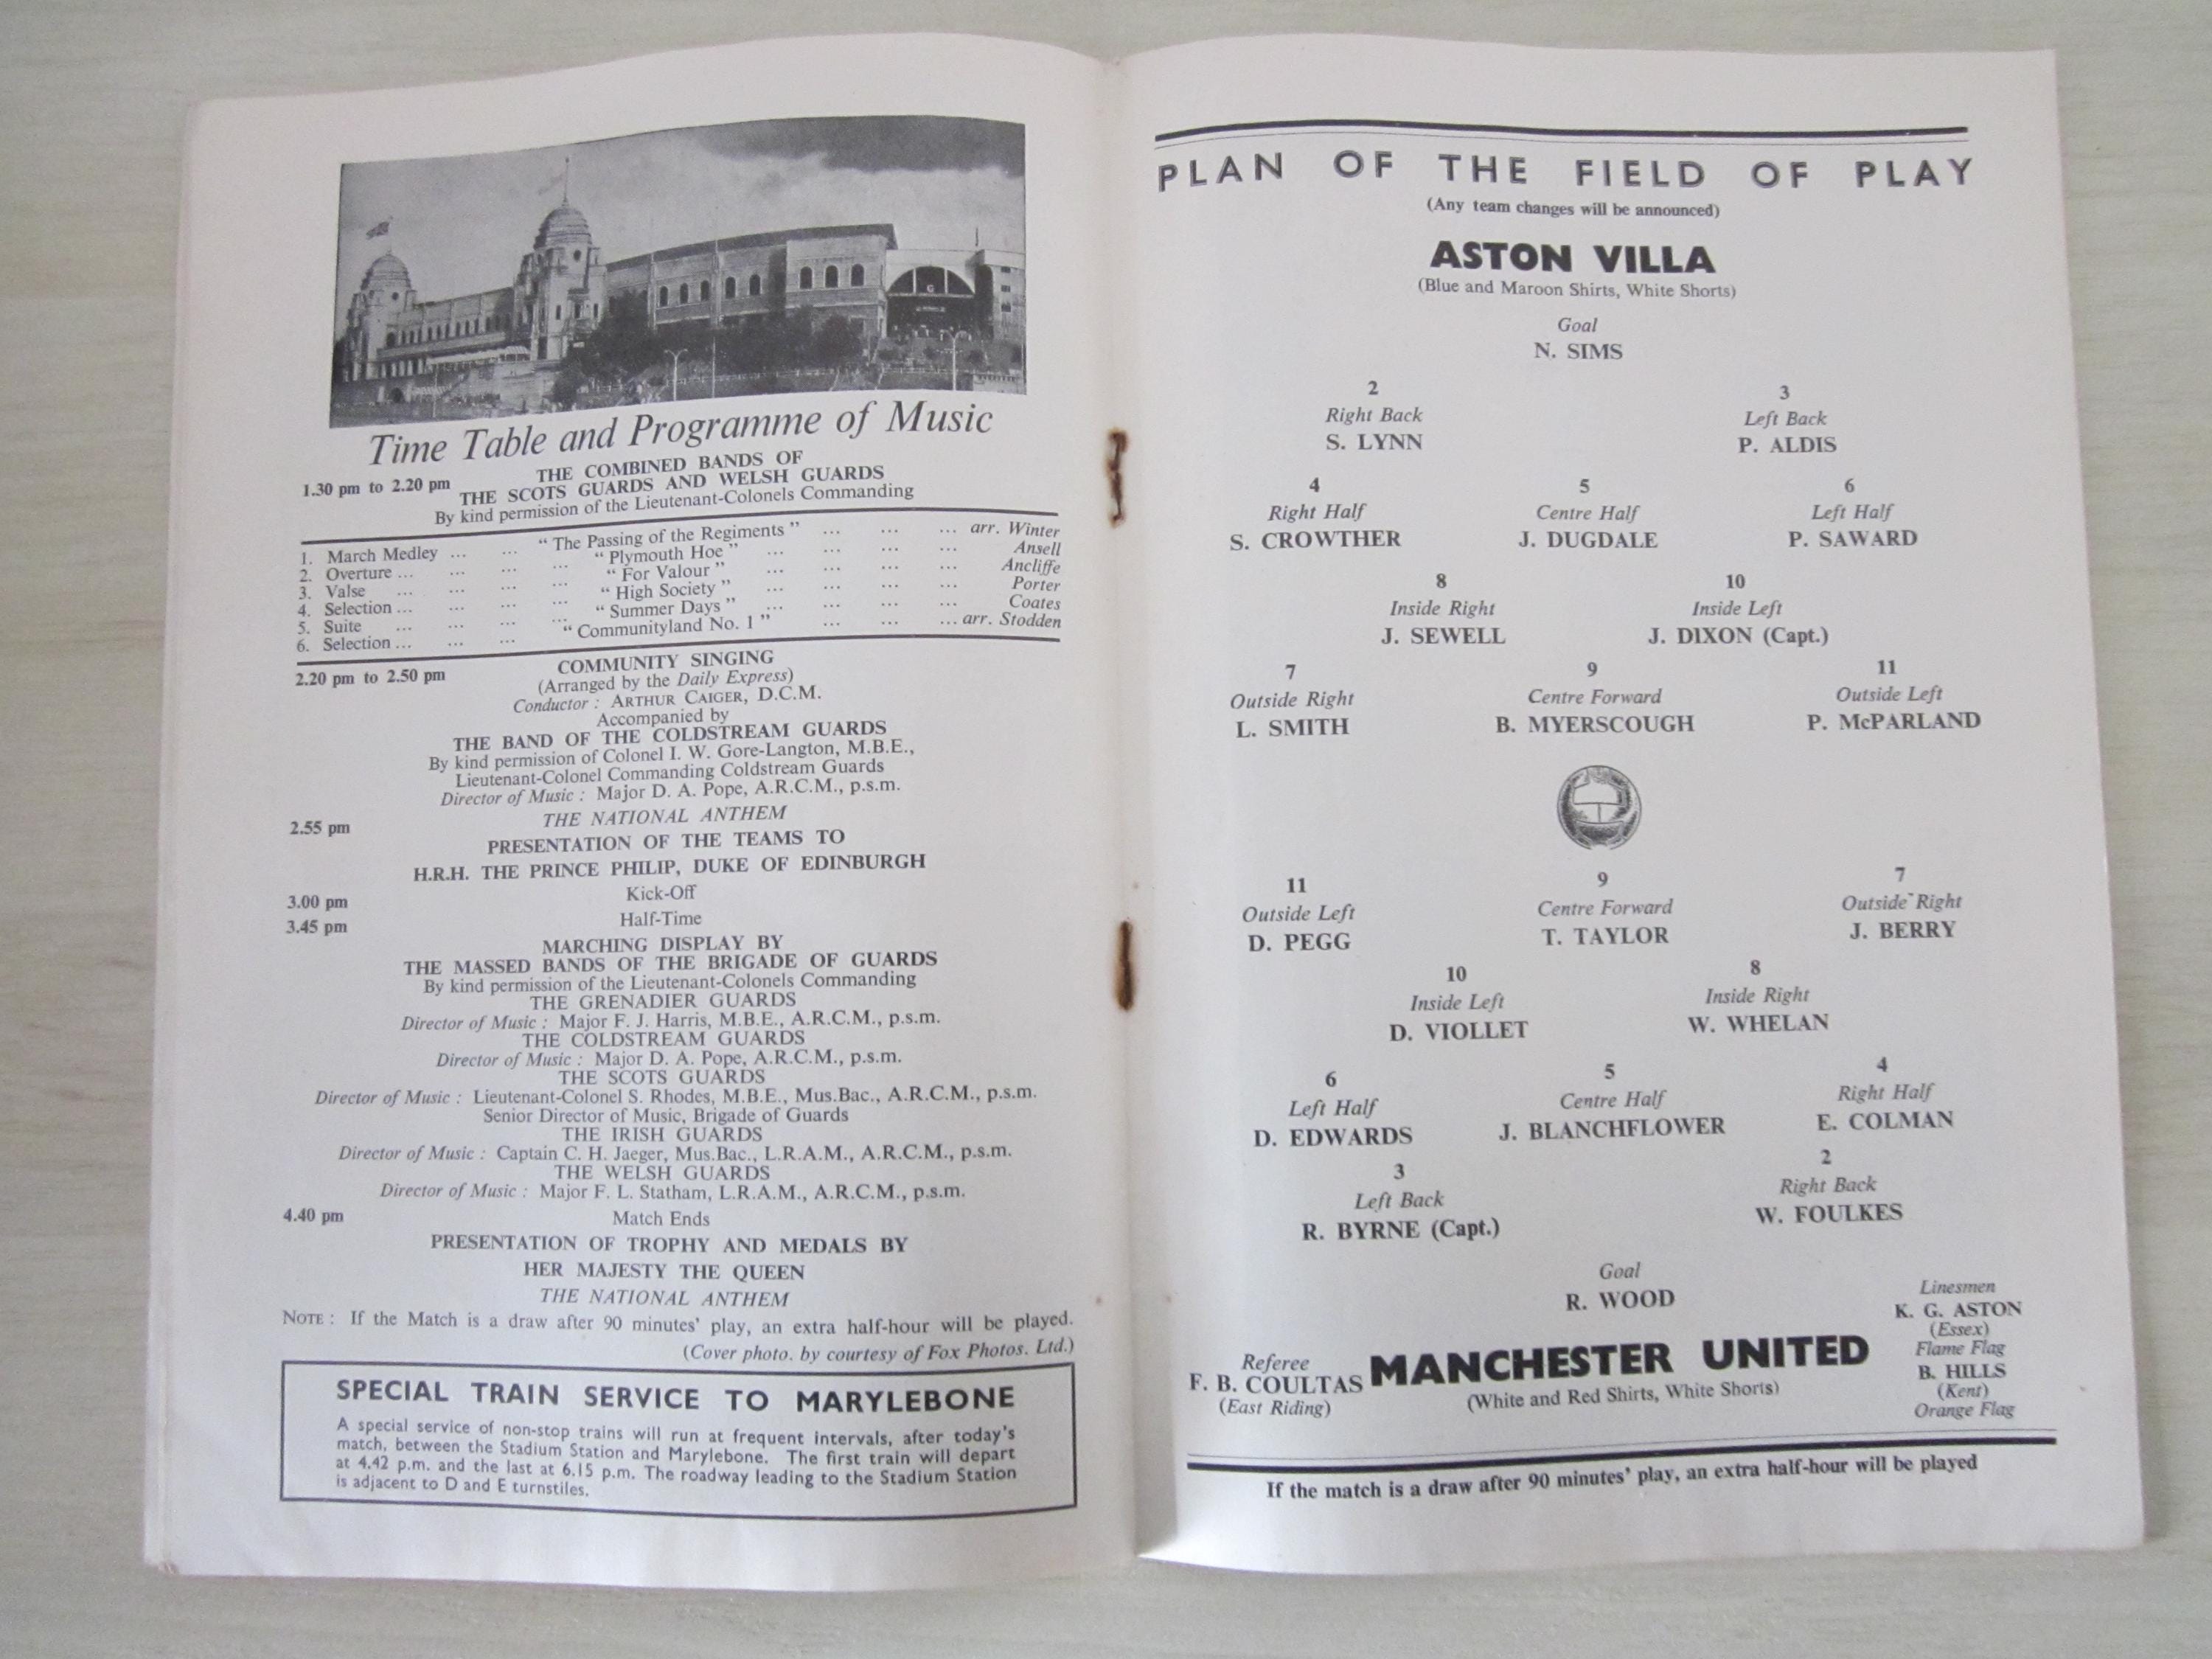 Time Table and Programme of Music
1.30 pm to 2.20 pm THE COMBINED BANDS OF
THE SCOTS GUARDS AND WELSH GUARDS
By kind permission of the Lieutenant-Colonels Commanding
1. March Medley ... ... “ The Passing of the Regiments ” ... ... ... arr. Winter
2. Overture ... ... ... ... “ Plymouth Hoe ” ... ... ... Ansell
3. Valse ... ... ... ... “ For Valour ” ... ... ... Ancliffe
4. Selection ... ... ... ... “ High Society ” ... ... ... Porter
5. Suite ... ... ... ... “ Summer Days ” ... ... ... Coates
6. Selection ... ... ... “ Communityland No. 1 ” ... ... ... arr. Stodden
2.20 pm to 2.50 pm COMMUNITY SINGING
(Arranged by the Daily Express)
Conductor : ARTHUR CAIGER, D.C.M.
Accompanied by
THE BAND OF THE COLDSTREAM GUARDS
By kind permission of Colonel I. W. Gore-Langton, M.B.E.,
Lieutenant-Colonel Commanding Coldstream Guards
Director of Music : Major D. A. Pope, A.R.C.M., p.s.m.
2.55 pm THE NATIONAL ANTHEM
PRESENTATION OF THE TEAMS TO
H.R.H. THE PRINCE PHILIP, DUKE OF EDINBURGH
3.00 pm Kick-Off
3.45 pm Half-Time
MARCHING DISPLAY BY
THE MASSED BANDS OF THE BRIGADE OF GUARDS
By kind permission of the Lieutenant-Colonels Commanding
THE GRENADIER GUARDS
Director of Music : Major F. J. Harris, M.B.E., A.R.C.M., p.s.m.
THE COLDSTREAM GUARDS
Director of Music : Major D. A. Pope, A.R.C.M., p.s.m.
THE SCOTS GUARDS
Director of Music : Lieutenant-Colonel S. Rhodes, M.B.E., Mus.Bac., A.R.C.M., p.s.m.
Senior Director of Music, Brigade of Guards
THE IRISH GUARDS
Director of Music : Captain C. H. Jaeger, Mus.Bac., L.R.A.M., A.R.C.M., p.s.m.
THE WELSH GUARDS
Director of Music : Major F. L. Statham, L.R.A.M., A.R.C.M., p.s.m.
4.40 pm Match Ends
PRESENTATION OF TROPHY AND MEDALS BY
HER MAJESTY THE QUEEN
THE NATIONAL ANTHEM
NOTE : If the Match is a draw after 90 minutes’ play, an extra half-hour will be played.
(Cover photo. by courtesy of Fox Photos. Ltd.)
SPECIAL TRAIN SERVICE TO MARYLEBONE
A special service of non-stop trains will run at frequent intervals, after today’s
match, between the Stadium Station and Marylebone. The first train will depart
at 4.42 p.m. and the last at 6.15 p.m. The roadway leading to the Stadium Station
is adjacent to D and E turnstiles.
PLAN OF THE FIELD OF PLAY
(Any team changes will be announced)
ASTON VILLA
(Blue and Maroon Shirts, White Shorts)
Goal
N. SIMS
2 3
Right Back Left Back
S. LYNN P. ALDIS
4 5 6
Right Half Centre Half Left Half
S. CROWTHER J. DUGDALE P. SAWARD
8 10
Inside Right Inside Left
J. SEWELL J. DIXON (Capt.)
7 9 11
Outside Right Centre Forward Outside Left
L. SMITH B. MYERSCOUGH P. McPARLAND
11 9 7
Outside Left Centre Forward Outside Right
D. PEGG T. TAYLOR J. BERRY
10 8
Inside Left Inside Right
D. VIOLLET W. WHELAN
6 5 4
Left Half Centre Half Right Half
D. EDWARDS J. BLANCHFLOWER E. COLMAN
3 2
Left Back Right Back
R. BYRNE (Capt.) W. FOULKES
Goal
R. WOOD
Linesmen
K. G. ASTON
(Essex)
Flame Flag
B. HILLS
(Kent)
Orange Flag
Referee
F. B. COULTAS
(East Riding)
MANCHESTER UNITED
(White and Red Shirts, White Shorts)
If the match is a draw after 90 minutes’ play, an extra half-hour will be played